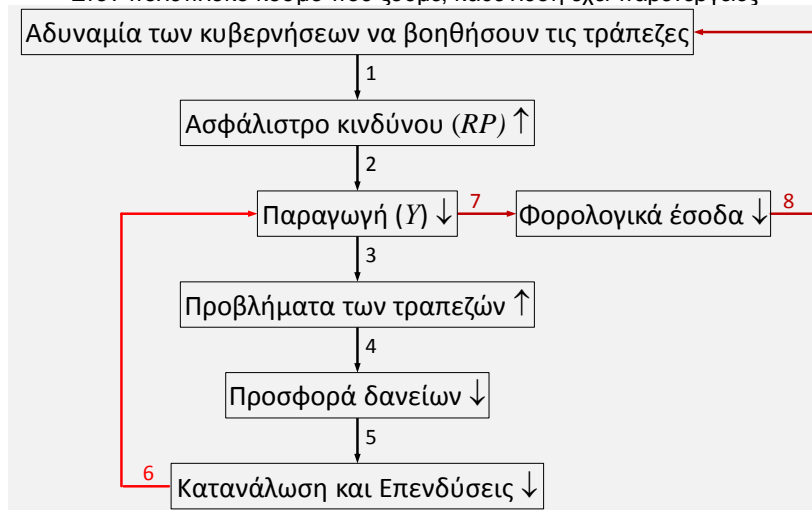 Αδυναμία των κυβερνήσεων να βοηθήσουν τις τράπεζες
1
Ασφάλιστρο κινδύνου (RP) ↑
2
Παραγωγή (Y) ↓
7
Φορολογικά έσοδα ↓
8
3
Προβλήματα των τραπεζών ↑
4
Προσφορά δανείων ↓
5
6
Κατανάλωση και Επενδύσεις ↓